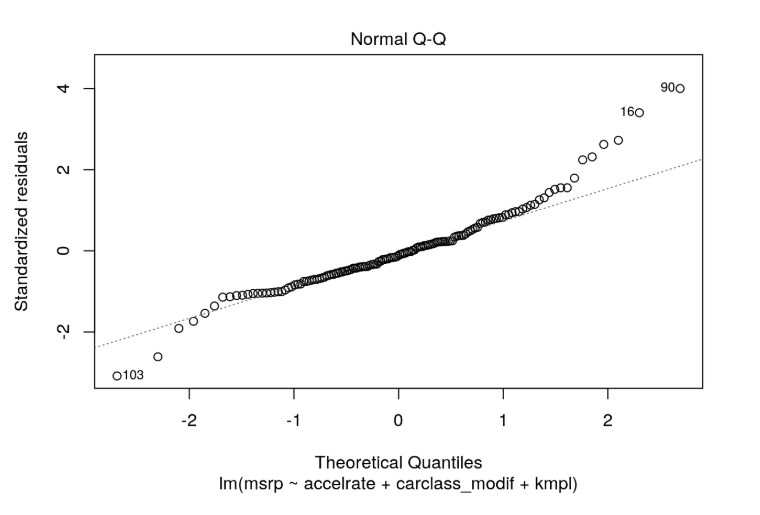 Normal Q-Q
Standardized residuals
4
2
0
-2
90
16
103
-2 -1 0 1 2
Theoretical Quantiles
lm(msrp ~ accelrate + carclass_modif + kmpl)